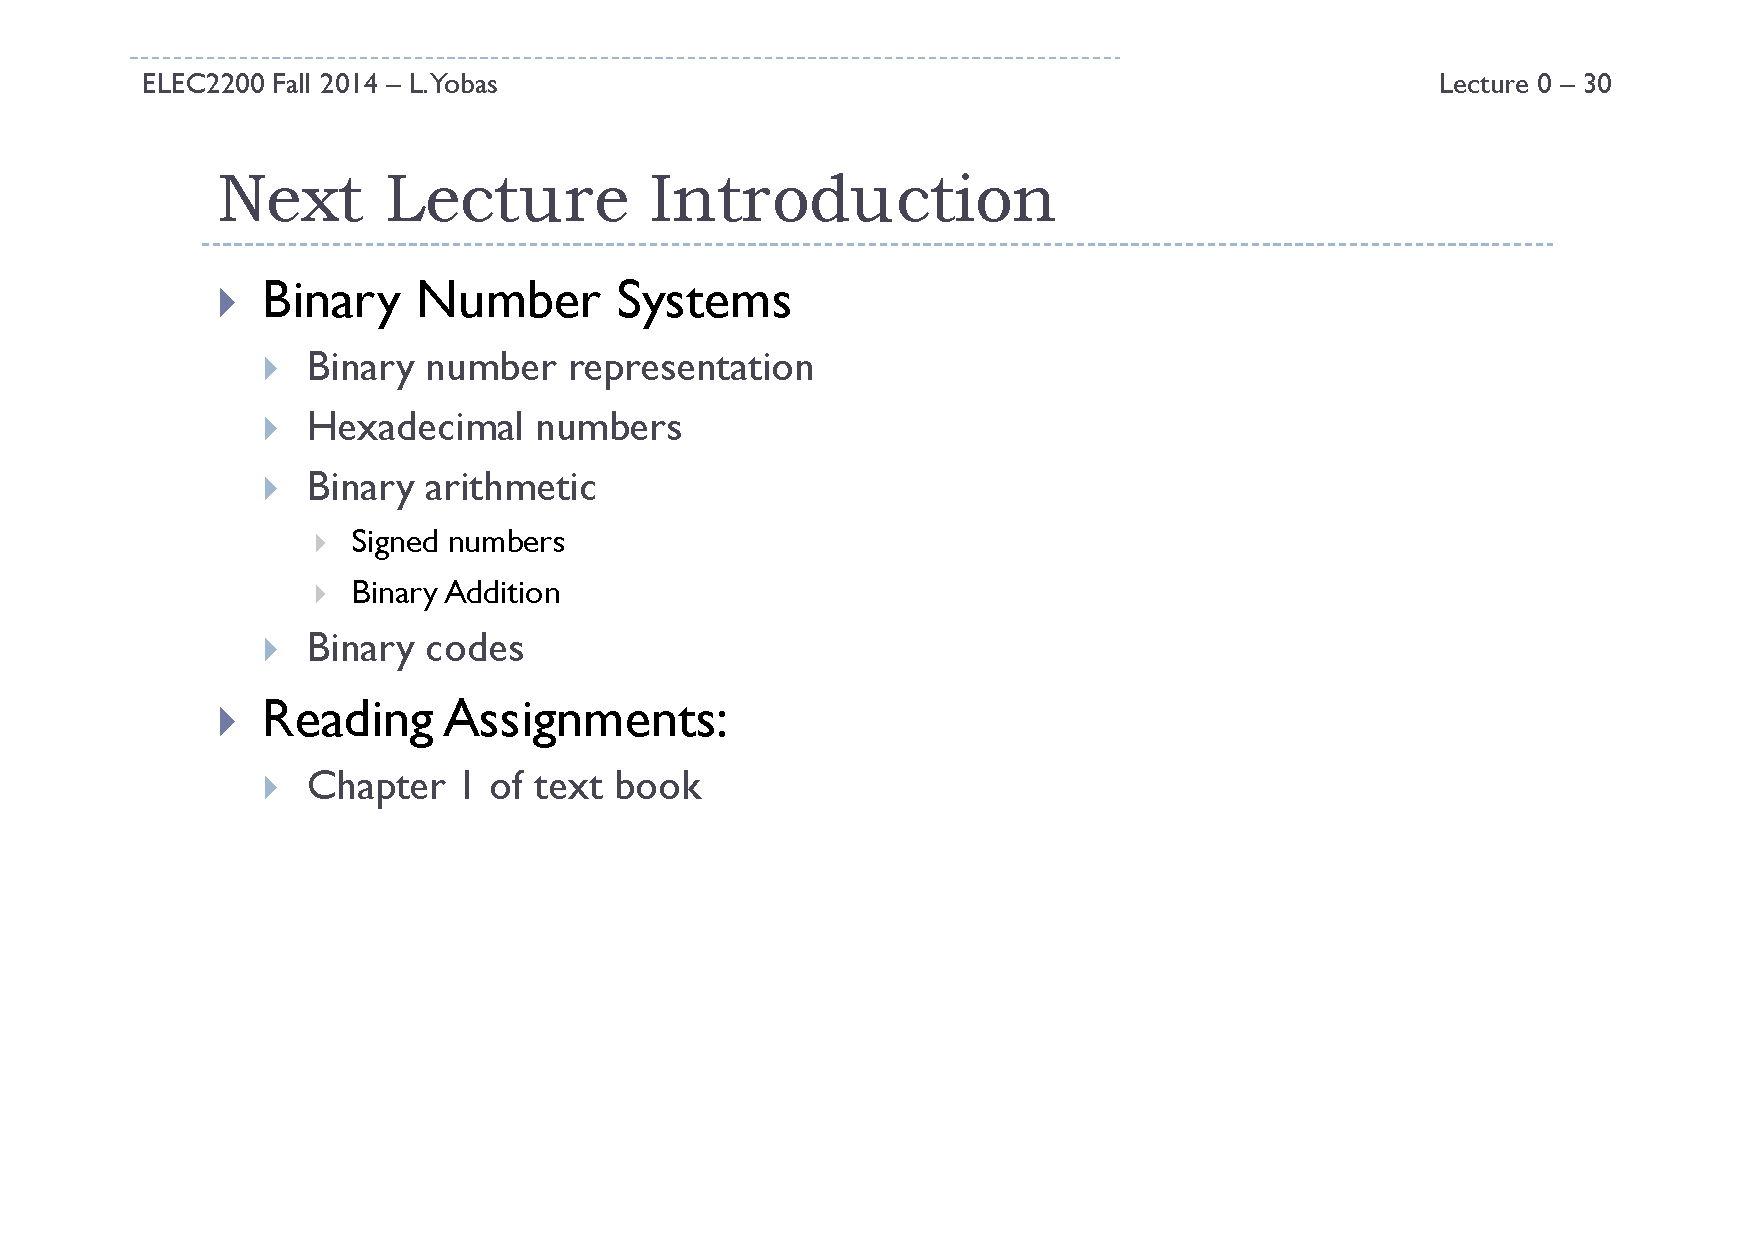 ELEC2200 Fall 2014 – L.Yobas
Lecture 0 – 30
Next Lecture Introduction
Binary Number Systems
Binary number representation
Hexadecimal numbers
Binary arithmetic
Signed numbers
Binary Addition
Binary codes
Reading Assignments:
Chapter 1 of text book